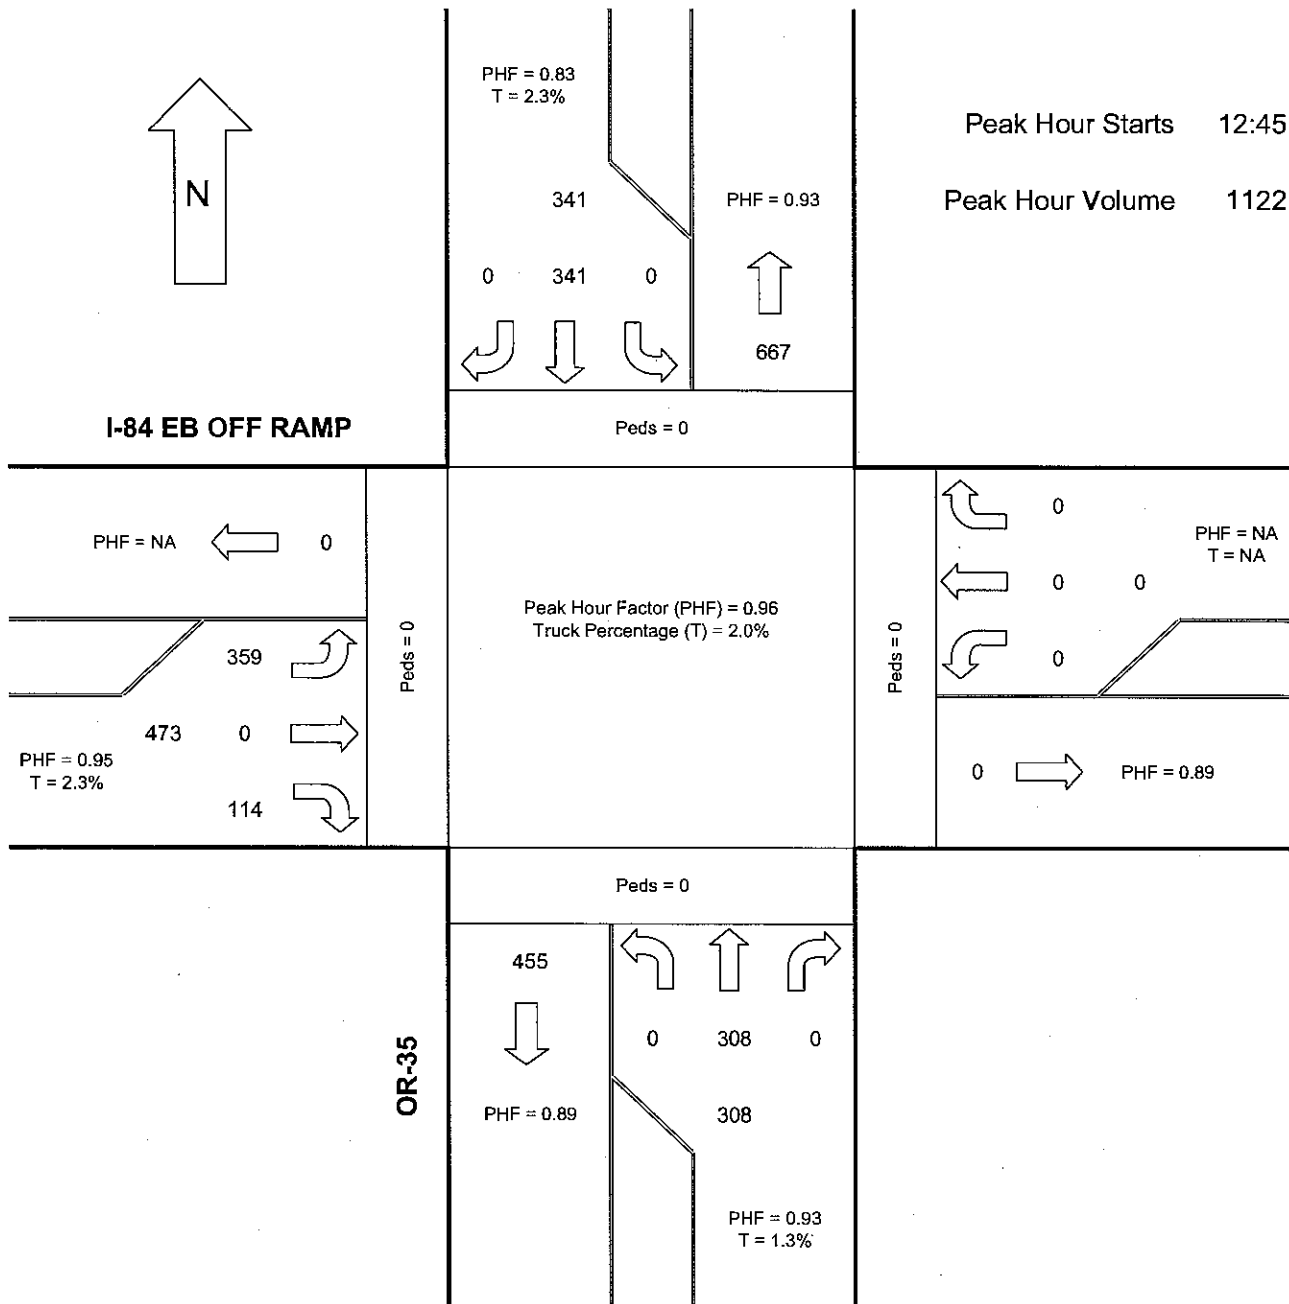 PHF = 0.83
T = 2.3%
Peak Hour Starts 12:45
N
341
PHF = 0.93
Peak Hour Volume 1122
0 341 0
667
I-84 EB OFF RAMP
Peds = 0
PHF = NA 0
0
PHF = NA
T = NA
0 0
0
Peak Hour Factor (PHF) = 0.96
Truck Percentage (T) = 2.0%
Peds = 0
Peds = 0
359
473 0
PHF = 0.95
T = 2.3%
114
0 PHF = 0.89
Peds = 0
455
0 308 0
OR-35
PHF = 0.89
308
PHF = 0.93
T = 1.3%